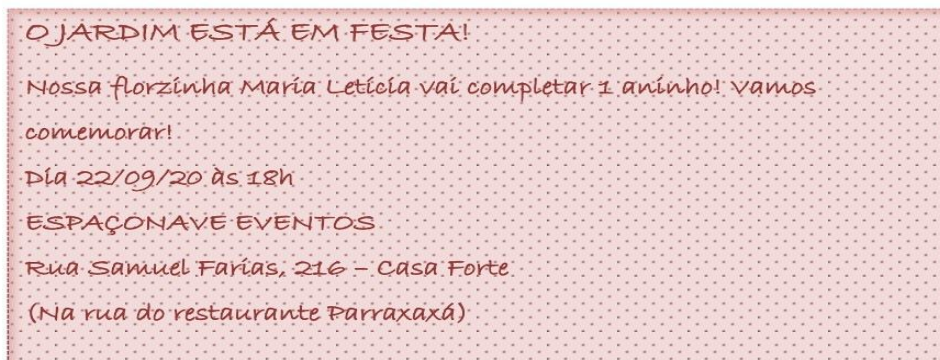 O JARDIM ESTÁ EM FESTA!
Nossa florzinha Maria Letícia vai completar 1 aninho! Vamos
comemorar!
Dia 22/09/20 às 18h
ESPAÇONAVE EVENTOS
Rua Samuel Farias, 216 – Casa Forte
(Na rua do restaurante Parraxaxá)